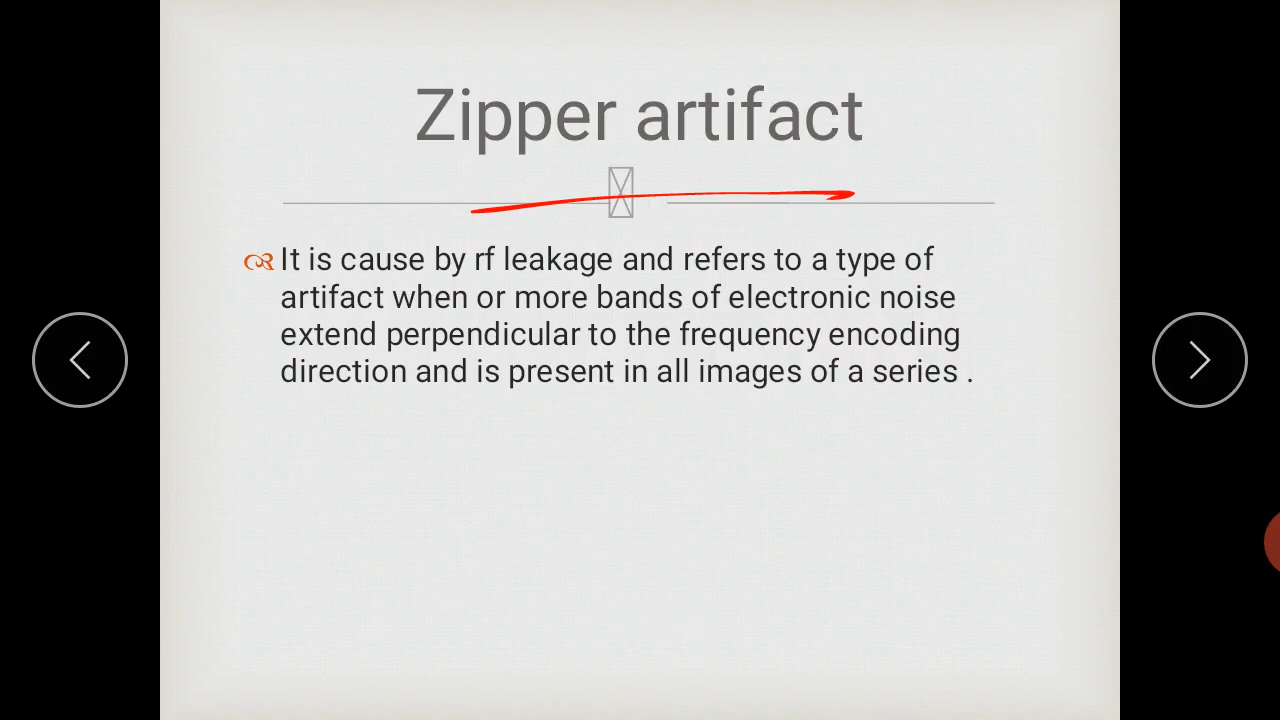 Zipper artifact
It is cause by rf leakage and refers to a type of
artifact when or more bands of electronic noise
extend perpendicular to the frequency encoding
direction and is present in all images of a series .